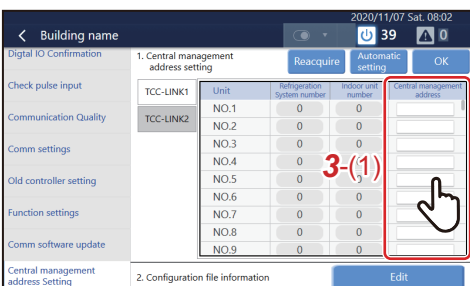 2020/11/07 Sat. 08:02
Building name
39
0
Digtal IO Confirmation
Check pulse input
Communication Quality
Comm settings
Old controller setting
Function settings
Comm software update
Central management
address Setting
1. Central management
address setting
Reacquire
Automatic
setting
OK
TCC-LINK1
TCC-LINK2
Unit
Refrigeration
System number
Indoor unit
number
Central management
address
NO.1 0 0
NO.2 0 0
NO.3 0 0
NO.4 0 0
NO.5 0 0
NO.6 0 0
NO.7 0 0
NO.8 0 0
NO.9 0 0
3-(1)
2. Configuration file information
Edit